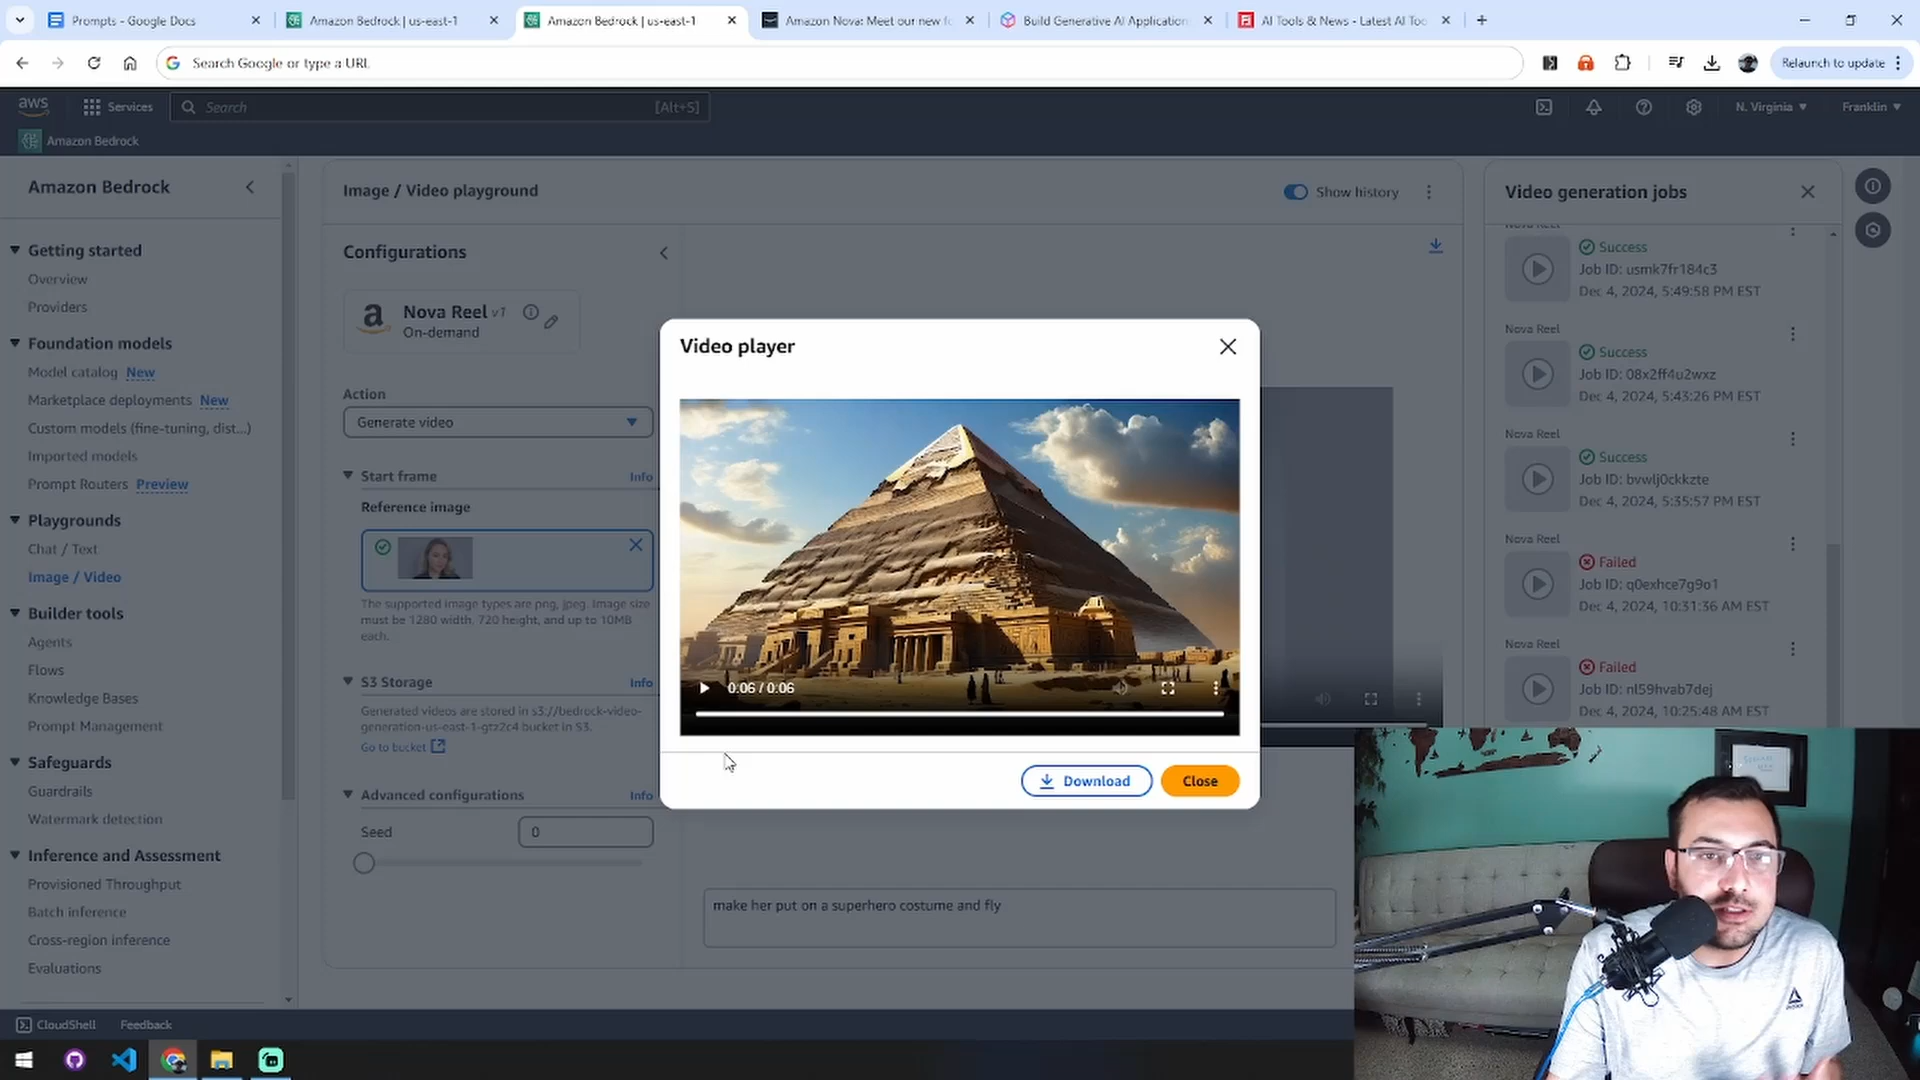 Prompts - Google Docs
Amazon Bedrock | us-east-1
Amazon Bedrock | us-east-1
Amazon Nova: Meet our new fo
Build Generative AI Application
AI Tools & News - Latest AI Too
Search Google or type a URL
Relaunch to update
aws
Services
Search
[Alt+S]
N. Virginia
Franklin
Amazon Bedrock
Amazon Bedrock
Getting started
Overview
Providers
Foundation models
Model catalog New
Marketplace deployments New
Custom models (fine-tuning, dist...)
Imported models
Prompt Routers Preview
Playgrounds
Chat / Text
Image / Video
Builder tools
Agents
Flows
Knowledge Bases
Prompt Management
Safeguards
Guardrails
Watermark detection
Inference and Assessment
Provisioned Throughput
Batch inference
Cross-region inference
Evaluations
Image / Video playground
Show history
Configurations
Nova Reel v1
On-demand
Action
Generate video
Start frame
Info
Reference image
The supported image types are png, jpeg. Image size
must be 1280 width, 720 height, and up to 10MB
each.
S3 Storage
Info
Generated videos are stored in s3://bedrock-video-
generation-us-east-1-gtz2c4 bucket in S3.
Go to bucket
Advanced configurations
Info
Seed
0
Video player
0:06 / 0:06
Download
Close
make her put on a superhero costume and fly
Video generation jobs
Nova Reel
Success
Job ID: usmk7fr184c3
Dec 4, 2024, 5:49:58 PM EST
Nova Reel
Success
Job ID: 08x2ff4u2wxz
Dec 4, 2024, 5:43:26 PM EST
Nova Reel
Success
Job ID: bvwlj0ckkzte
Dec 4, 2024, 5:35:57 PM EST
Nova Reel
Failed
Job ID: q0exhce7g9o1
Dec 4, 2024, 10:31:36 AM EST
Nova Reel
Failed
Job ID: nl59hvab7dej
Dec 4, 2024, 10:25:48 AM EST
CloudShell
Feedback